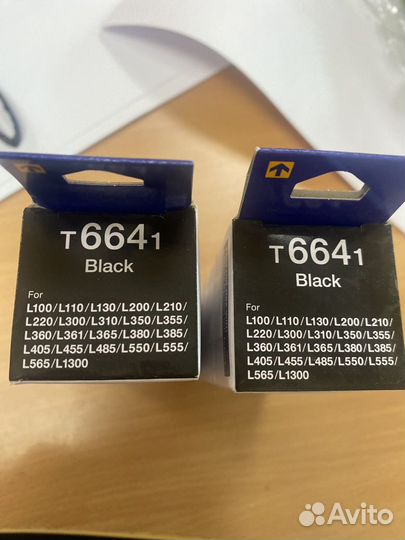 T6641
Black
For
L100/L110/L130/L200/L210/
L220/L300/L310/L350/L355/
L360/L361/L365/L380/L385/
L405/L455/L485/L550/L555/
L565/L1300
T6641
Black
For
L100/L110/L130/L200/L210/
L220/L300/L310/L350/L355/
L360/L361/L365/L380/L385/
L405/L455/L485/L550/L555/
L565/L1300
Avito